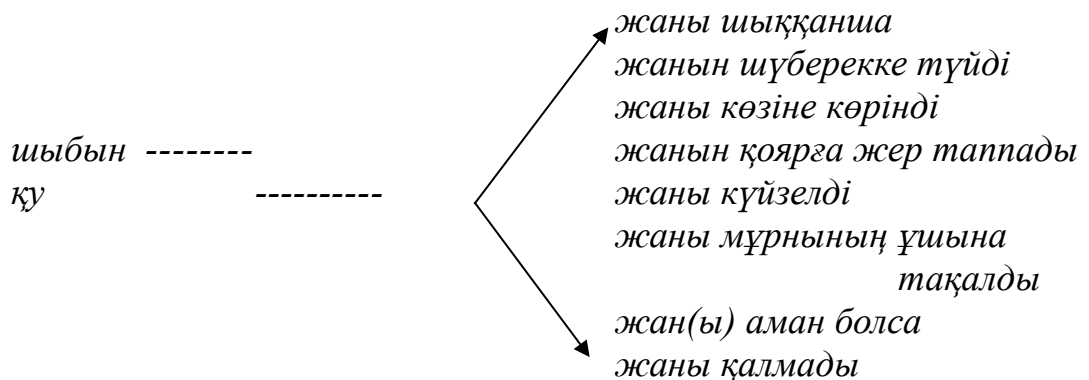 жаны шыққанша
жанын шүберекке түйді
жаны көзіне көрінді
шыбын -------- жанын қоярға жер таппады
қу ---------- жаны күйзелді
жаны мұрнының ұшына
тақалды
жан(ы) аман болса
жаны қалмады